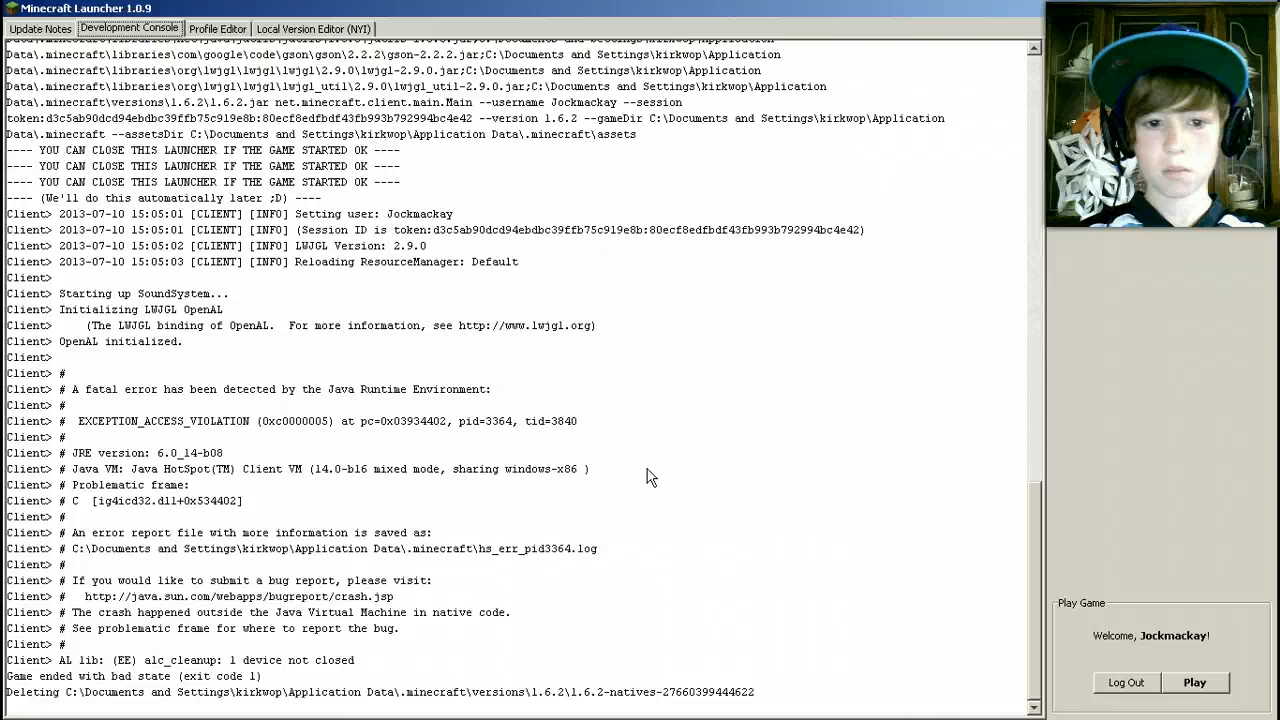 Minecraft Launcher 1.0.9
Update Notes Development Console Profile Editor Local Version Editor (NYI)
Data\.minecraft\libraries\com\google\code\gson\gson\2.2.2\gson-2.2.2.jar;C:\Documents and Settings\kirkwop\Application
Data\.minecraft\libraries\org\lwjgl\lwjgl\lwjgl\2.9.0\lwjgl-2.9.0.jar;C:\Documents and Settings\kirkwop\Application
Data\.minecraft\libraries\org\lwjgl\lwjgl\lwjgl_util\2.9.0\lwjgl_util-2.9.0.jar;C:\Documents and Settings\kirkwop\Application
Data\.minecraft\versions\1.6.2\1.6.2.jar net.minecraft.client.main.Main --username Jockmackay --session
token:d3c5ab90dcd94ebdbc39ffb75c919e8b:80ecf8edfbdf43fb993b792994bc4e42 --version 1.6.2 --gameDir C:\Documents and Settings\kirkwop\Application
Data\.minecraft --assetsDir C:\Documents and Settings\kirkwop\Application Data\.minecraft\assets
---- YOU CAN CLOSE THIS LAUNCHER IF THE GAME STARTED OK ----
---- YOU CAN CLOSE THIS LAUNCHER IF THE GAME STARTED OK ----
---- YOU CAN CLOSE THIS LAUNCHER IF THE GAME STARTED OK ----
---- (We'll do this automatically later ;D) ----
Client> 2013-07-10 15:05:01 [CLIENT] [INFO] Setting user: Jockmackay
Client> 2013-07-10 15:05:01 [CLIENT] [INFO] (Session ID is token:d3c5ab90dcd94ebdbc39ffb75c919e8b:80ecf8edfbdf43fb993b792994bc4e42)
Client> 2013-07-10 15:05:02 [CLIENT] [INFO] LWJGL Version: 2.9.0
Client> 2013-07-10 15:05:03 [CLIENT] [INFO] Reloading ResourceManager: Default
Client>
Client> Starting up SoundSystem...
Client> Initializing LWJGL OpenAL
Client>     (The LWJGL binding of OpenAL.  For more information, see http://www.lwjgl.org)
Client> OpenAL initialized.
Client>
Client> #
Client> # A fatal error has been detected by the Java Runtime Environment:
Client> #
Client> #  EXCEPTION_ACCESS_VIOLATION (0xc0000005) at pc=0x03934402, pid=3364, tid=3840
Client> #
Client> # JRE version: 6.0_14-b08
Client> # Java VM: Java HotSpot(TM) Client VM (14.0-b16 mixed mode, sharing windows-x86 )
Client> # Problematic frame:
Client> # C  [ig4icd32.dll+0x534402]
Client> #
Client> # An error report file with more information is saved as:
Client> # C:\Documents and Settings\kirkwop\Application Data\.minecraft\hs_err_pid3364.log
Client> #
Client> # If you would like to submit a bug report, please visit:
Client> #   http://java.sun.com/webapps/bugreport/crash.jsp
Client> # The crash happened outside the Java Virtual Machine in native code.
Client> # See problematic frame for where to report the bug.
Client> #
Client> AL lib: (EE) alc_cleanup: 1 device not closed
Game ended with bad state (exit code 1)
Deleting C:\Documents and Settings\kirkwop\Application Data\.minecraft\versions\1.6.2\1.6.2-natives-27660399444622
Play Game
Welcome, Jockmackay!
Log Out Play